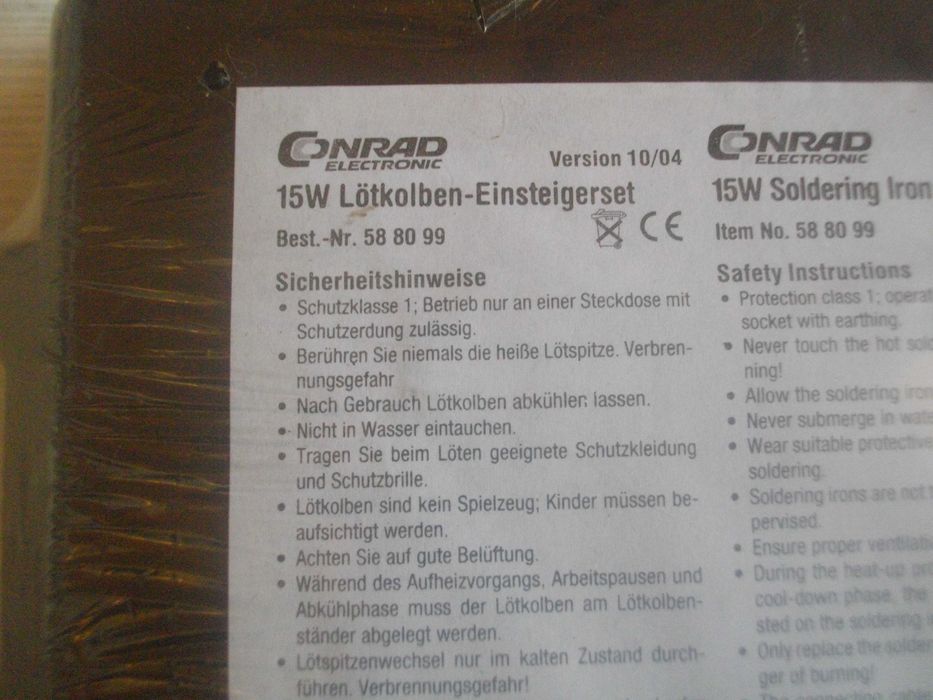 CONRAD
ELECTRONIC
Version 10/04
15W Lötkolben-Einsteigerset
Best.-Nr. 58 80 99
CE
Sicherheitshinweise
• Schutzklasse 1; Betrieb nur an einer Steckdose mit
Schutzerdung zulässig.
• Berühren Sie niemals die heiße Lötspitze. Verbren-
nungsgefahr
• Nach Gebrauch Lötkolben abkühlen lassen.
• Nicht in Wasser eintauchen.
• Tragen Sie beim Löten geeignete Schutzkleidung
und Schutzbrille.
• Lötkolben sind kein Spielzeug; Kinder müssen be-
aufsichtigt werden.
• Achten Sie auf gute Belüftung.
• Während des Aufheizvorgangs, Arbeitspausen und
Abkühlphase muss der Lötkolben am Lötkolben-
ständer abgelegt werden.
• Lötspitzenwechsel nur im kalten Zustand durch-
führen. Verbrennungsgefahr!
CONRAD
ELECTRONIC
15W Soldering Iron
Item No. 58 80 99
Safety Instructions
• Protection class 1; operat
socket with earthing.
• Never touch the hot sold
ning!
• Allow the soldering iron
• Never submerge in wate
• Wear suitable protective
soldering.
• Soldering irons are not t
pervised.
• Ensure proper ventilati
• During the heat-up pro
cool-down phase, the
sted on the soldering i
• Only replace the solder
ger of burning!